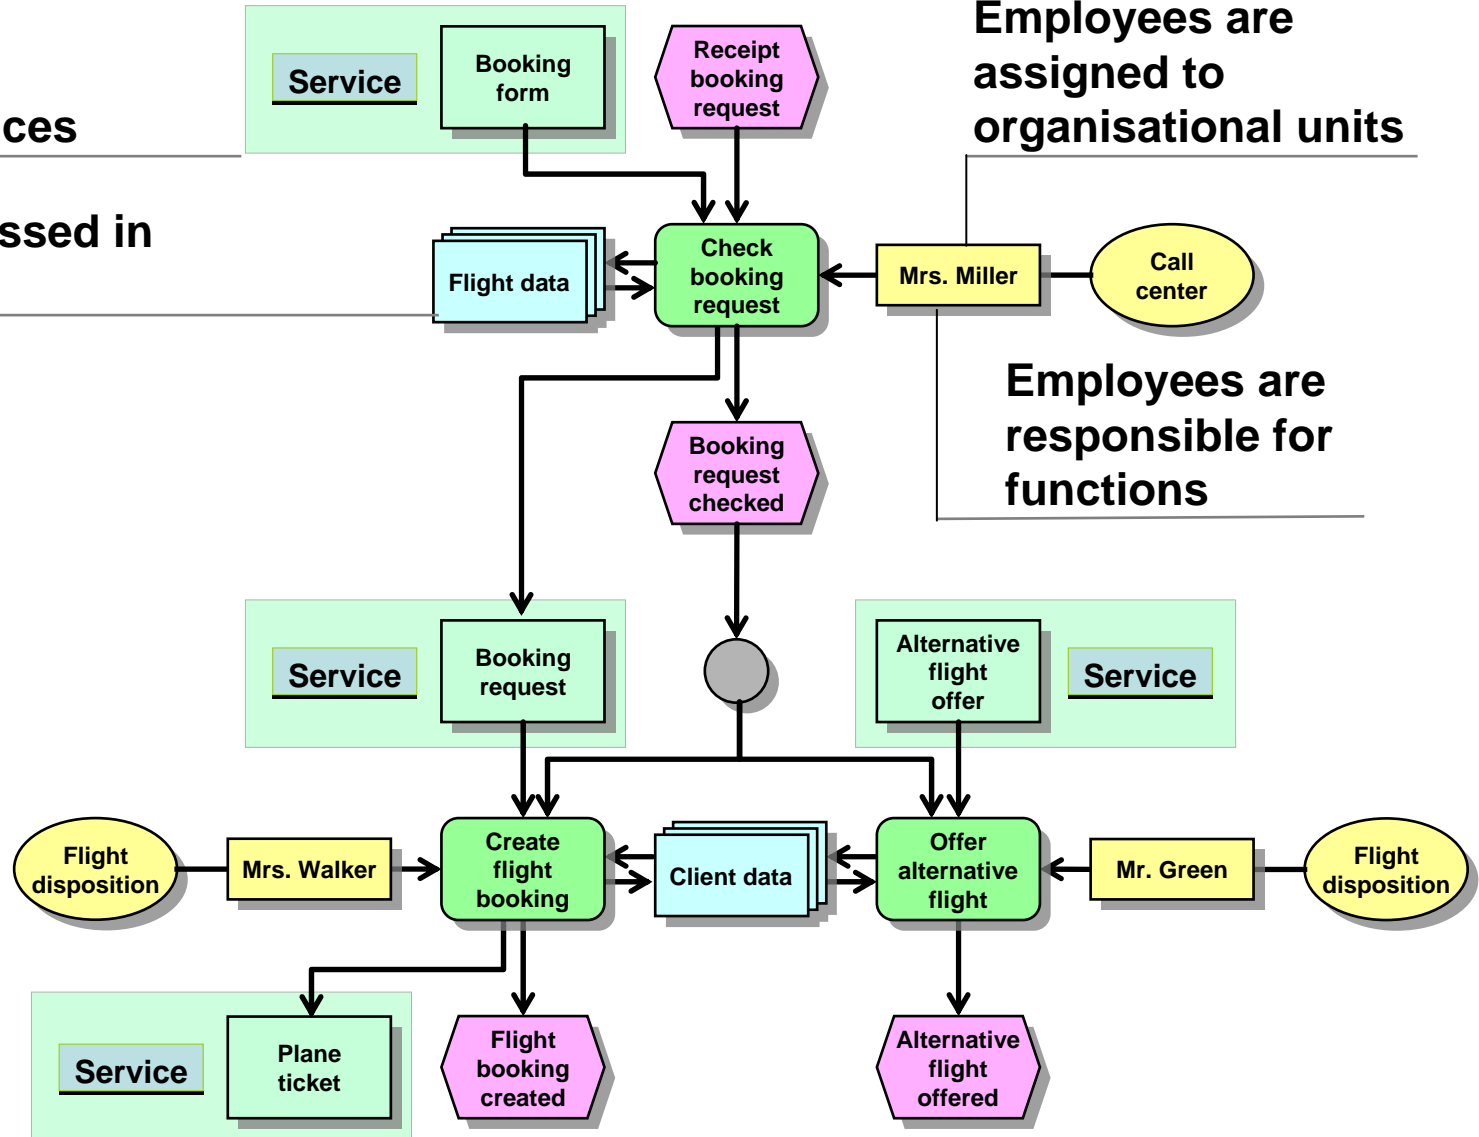 Employees are
assigned to
organisational units
Service
Booking
form
Receipt
booking
request
ces
ssed in
Flight data
Check
booking
request
Mrs. Miller
Call
center
Employees are
responsible for
functions
Booking
request
checked
Service
Booking
request
Alternative
flight
offer
Service
Flight
disposition
Mrs. Walker
Create
flight
booking
Client data
Offer
alternative
flight
Mr. Green
Flight
disposition
Service
Plane
ticket
Flight
booking
created
Alternative
flight
offered